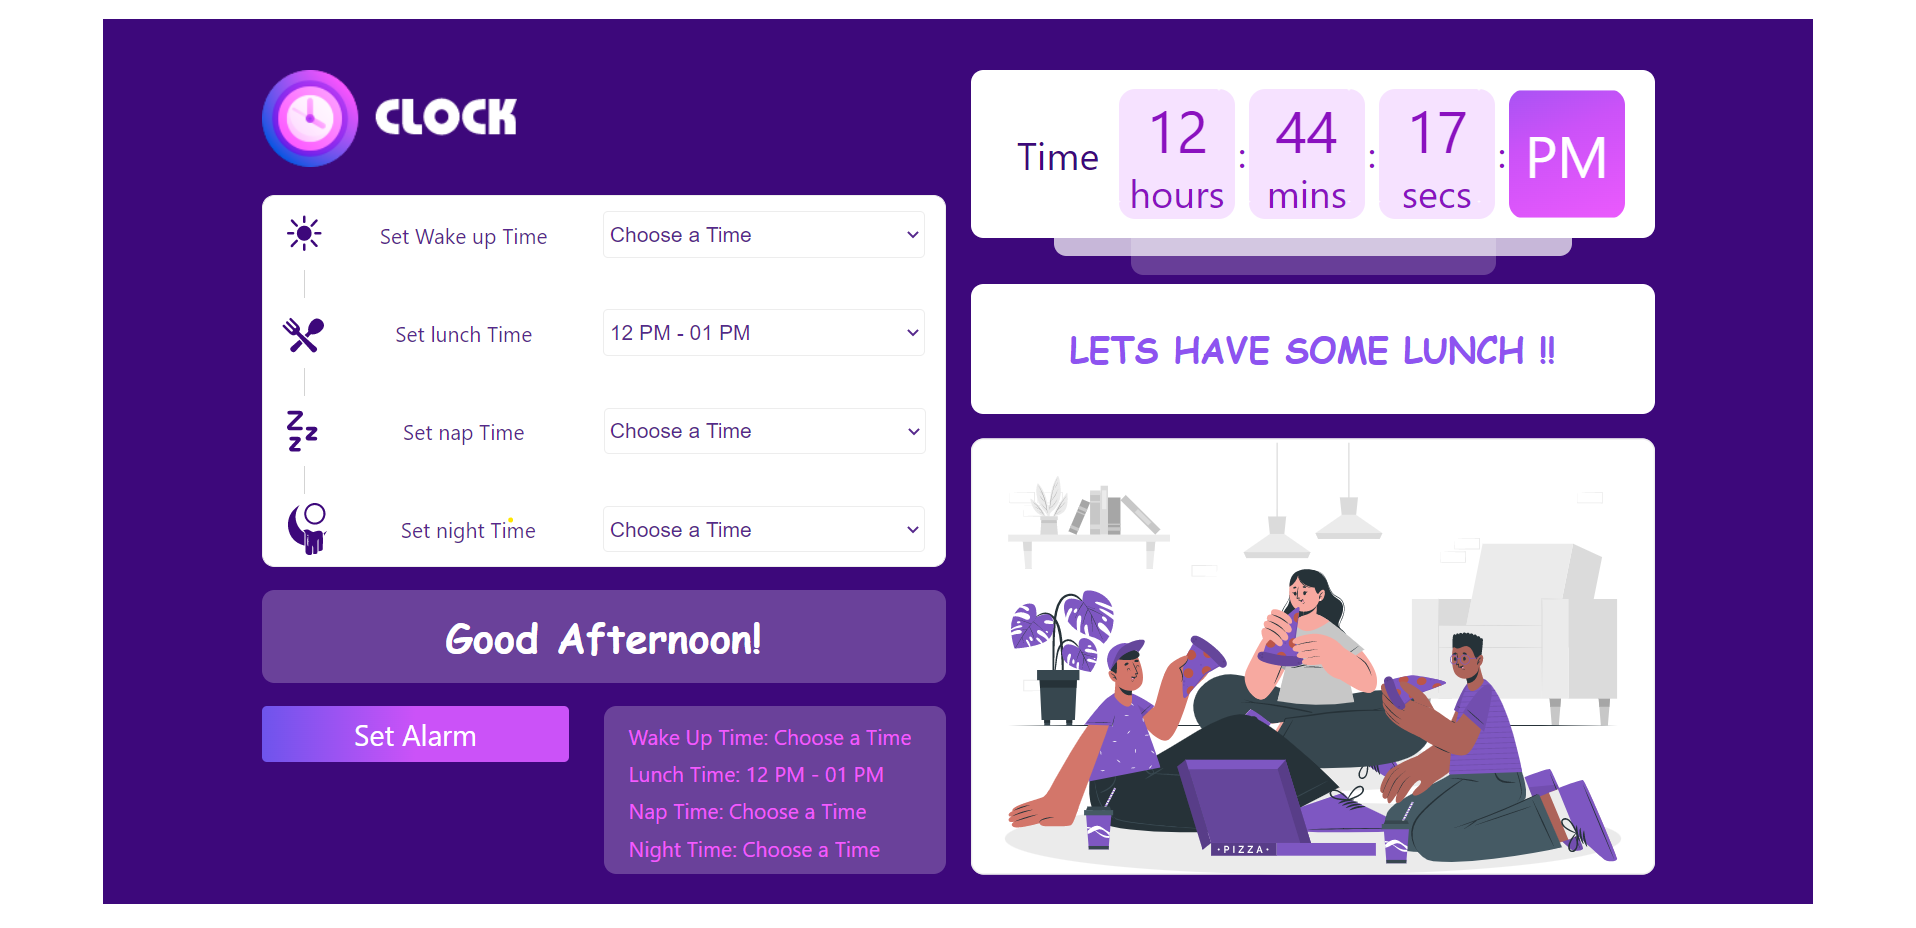 CLOCK
Set Wake up Time Choose a Time
Set lunch Time 12 PM - 01 PM
Set nap Time Choose a Time
Set night Time Choose a Time
Good Afternoon!
Set Alarm
Wake Up Time: Choose a Time
Lunch Time: 12 PM - 01 PM
Nap Time: Choose a Time
Night Time: Choose a Time
Time 12 : 44 : 17 : PM
hours mins secs
LETS HAVE SOME LUNCH !!
• PIZZA •